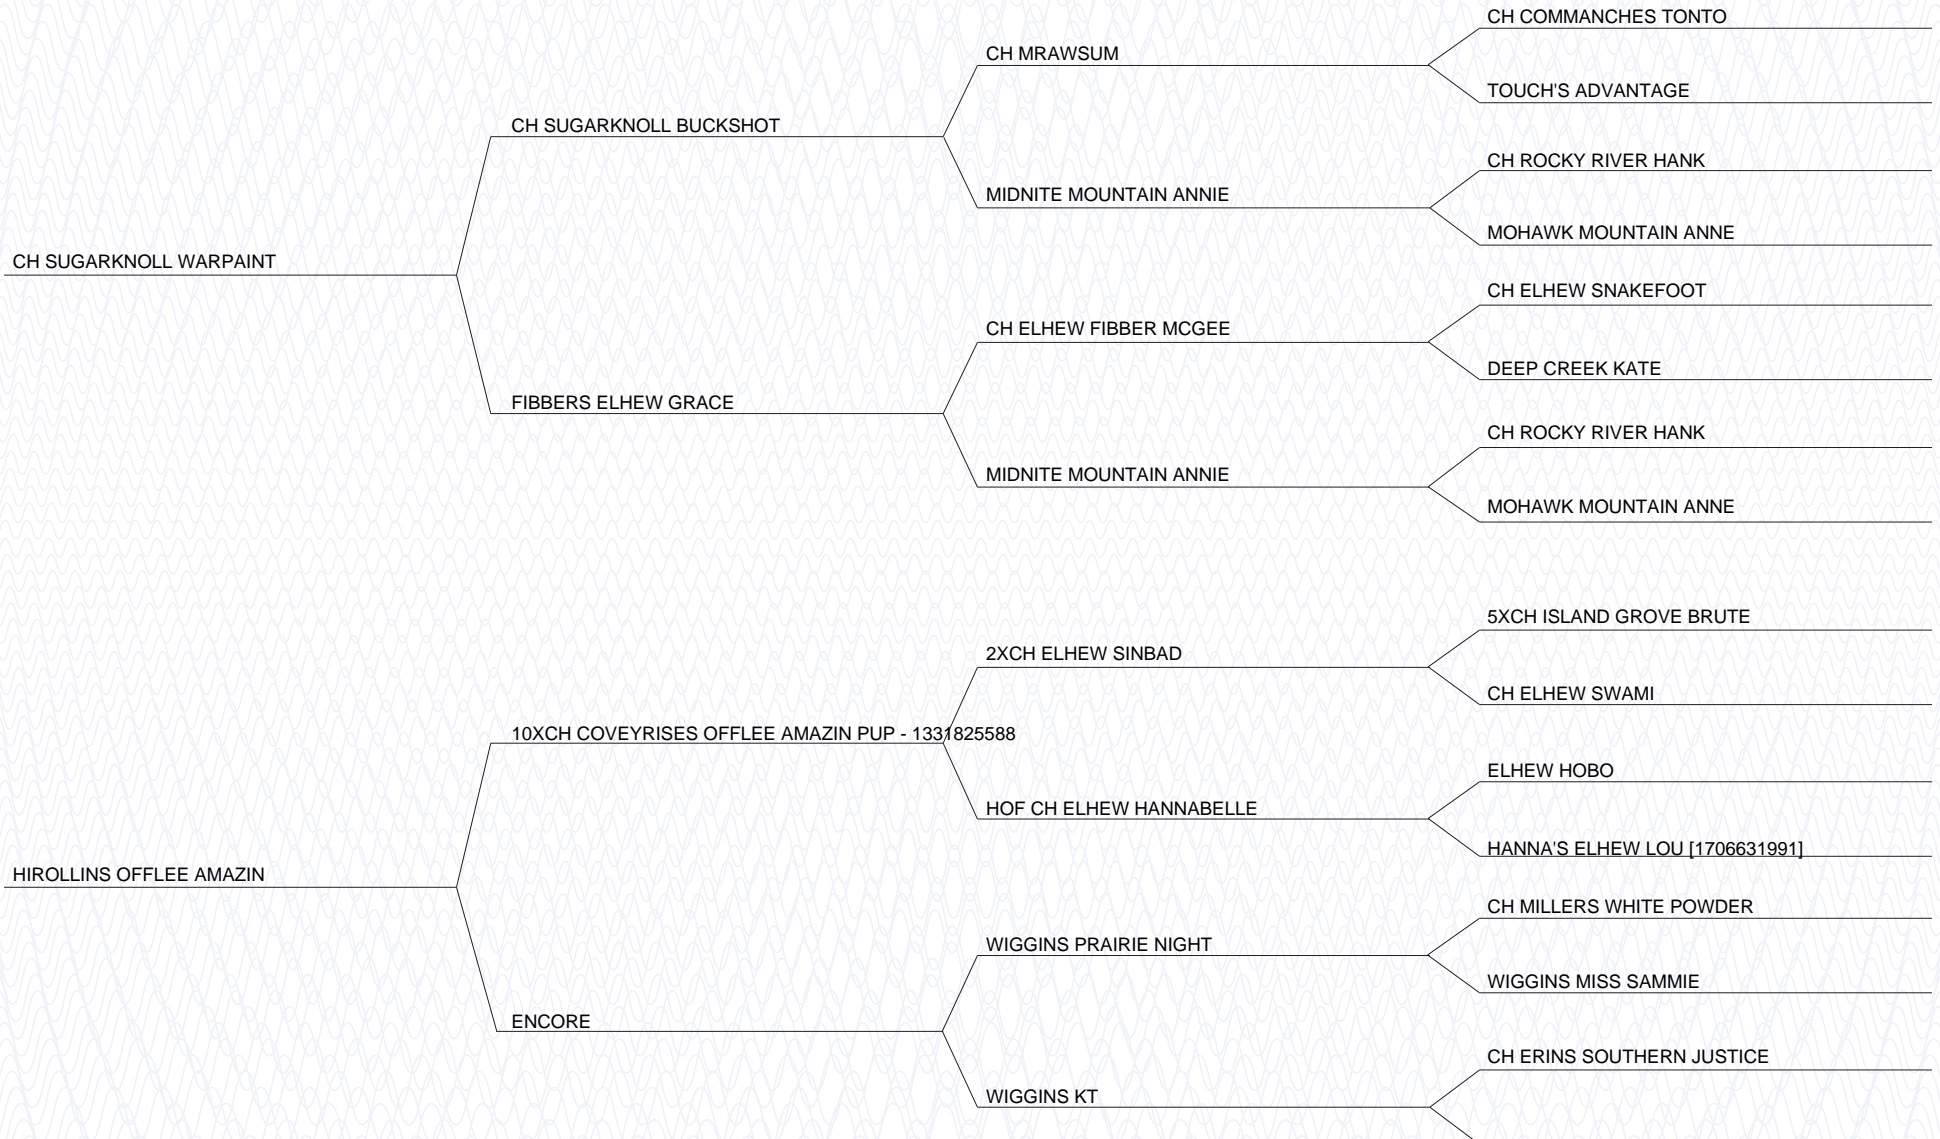 CH COMMANCHES TONTO
CH MRAWSUM
TOUCH'S ADVANTAGE
CH SUGARKNOLL BUCKSHOT
CH ROCKY RIVER HANK
MIDNITE MOUNTAIN ANNIE
MOHAWK MOUNTAIN ANNE
CH SUGARKNOLL WARPAINT
CH ELHEW SNAKEFOOT
CH ELHEW FIBBER MCGEE
DEEP CREEK KATE
FIBBERS ELHEW GRACE
CH ROCKY RIVER HANK
MIDNITE MOUNTAIN ANNIE
MOHAWK MOUNTAIN ANNE
5XCH ISLAND GROVE BRUTE
2XCH ELHEW SINBAD
CH ELHEW SWAMI
10XCH COVEYRISES OFFLEE AMAZIN PUP - 1331825588
ELHEW HOBO
HOF CH ELHEW HANNABELLE
HANNA'S ELHEW LOU [1706631991]
HIROLLINS OFFLEE AMAZIN
CH MILLERS WHITE POWDER
WIGGINS PRAIRIE NIGHT
WIGGINS MISS SAMMIE
ENCORE
CH ERINS SOUTHERN JUSTICE
WIGGINS KT